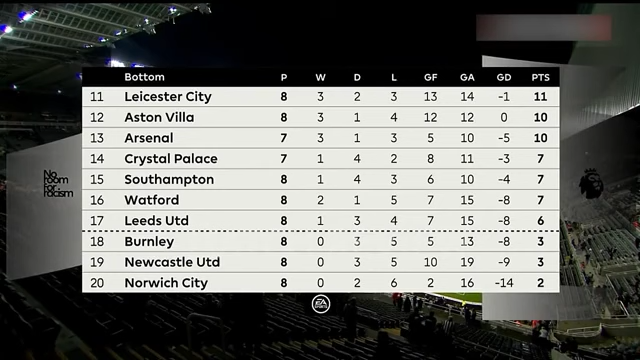 Bottom P W D L GF GA GD PTS
11 Leicester City 8 3 2 3 13 14 -1 11
12 Aston Villa 8 3 1 4 12 12 0 10
13 Arsenal 7 3 1 3 5 10 -5 10
14 Crystal Palace 7 1 4 2 8 11 -3 7
15 Southampton 8 1 4 3 6 10 -4 7
16 Watford 8 2 1 5 7 15 -8 7
17 Leeds Utd 8 1 3 4 7 15 -8 6
18 Burnley 8 0 3 5 5 13 -8 3
19 Newcastle Utd 8 0 3 5 10 19 -9 3
20 Norwich City 8 0 2 6 2 16 -14 2
No
room
for
racism
EA
SPORTS